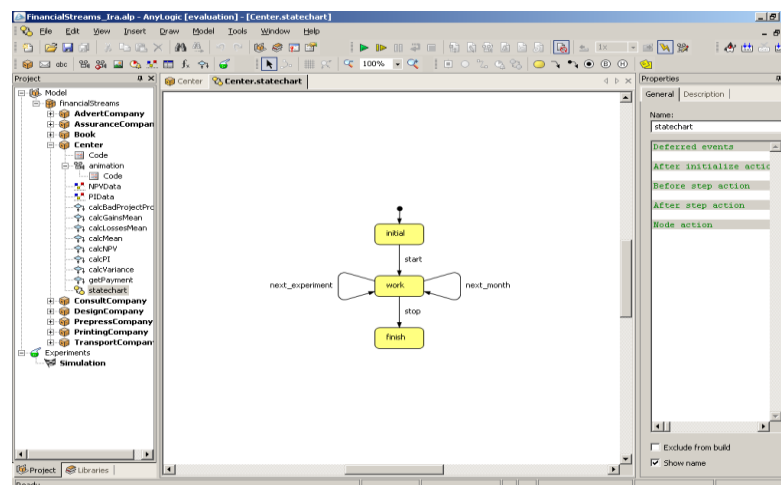 FinancialStreams_Ira.alp - AnyLogic [evaluation] - [Center.statechart]
File Edit View Insert Draw Model Tools Window Help
abc 100% 1X
Project
Center Center.statechart
Properties
Model
financialStreams
AdvertCompany
AssuranceCompan
Book
Center
Code
animation
Code
NPVData
PIData
calcBadProjectPro
calcGainsMean
calcLossesMean
calcMean
calcNPV
calcPI
calcVariance
getPayment
statechart
ConsultCompany
DesignCompany
PrepressCompany
PrintingCompany
TransportCompan
Experiments
Simulation
Project Libraries
initial
start
next_experiment work next_month
stop
finish
General Description
Name:
statechart
Deferred events
After initialize actio
Before step action
After step action
Node action
Exclude from build
Show name
Ready